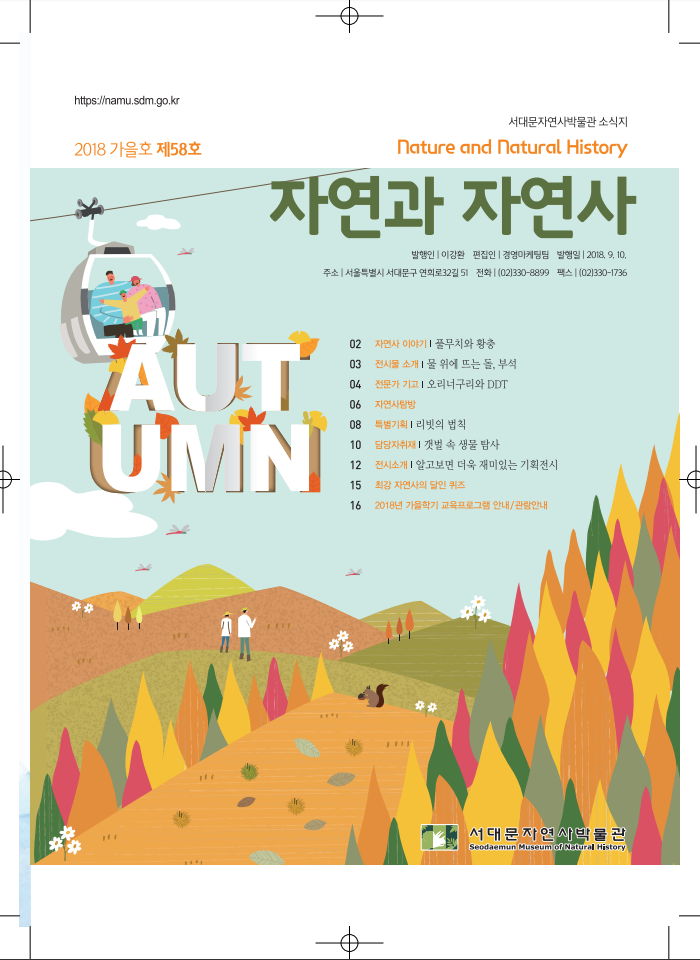 https://namu.sdm.go.kr
서대문자연사박물관 소식지
2018 가을호 제58호
Nature and Natural History
자연과 자연사
발행인 | 이강환 편집인 | 경영마케팅팀 발행일 | 2018. 9. 10.
주소 | 서울특별시 서대문구 연희로32길 51 전화 | (02)330-8899 팩스 | (02)330-1736
AUT
UMN
02 자연사 이야기 | 풀무치와 황충
03 전시물 소개 | 물 위에 뜨는 돌, 부석
04 전문가 기고 | 오리너구리와 DDT
06 자연사탐방
08 특별기획 | 리빗의 법칙
10 담당자취재 | 갯벌 속 생물 탐사
12 전시소개 | 알고보면 더욱 재미있는 기획전시
15 최강 자연사의 달인 퀴즈
16 2018년 가을학기 교육프로그램 안내/관람안내
서대문자연사박물관
Seodaemun Museum of Natural History